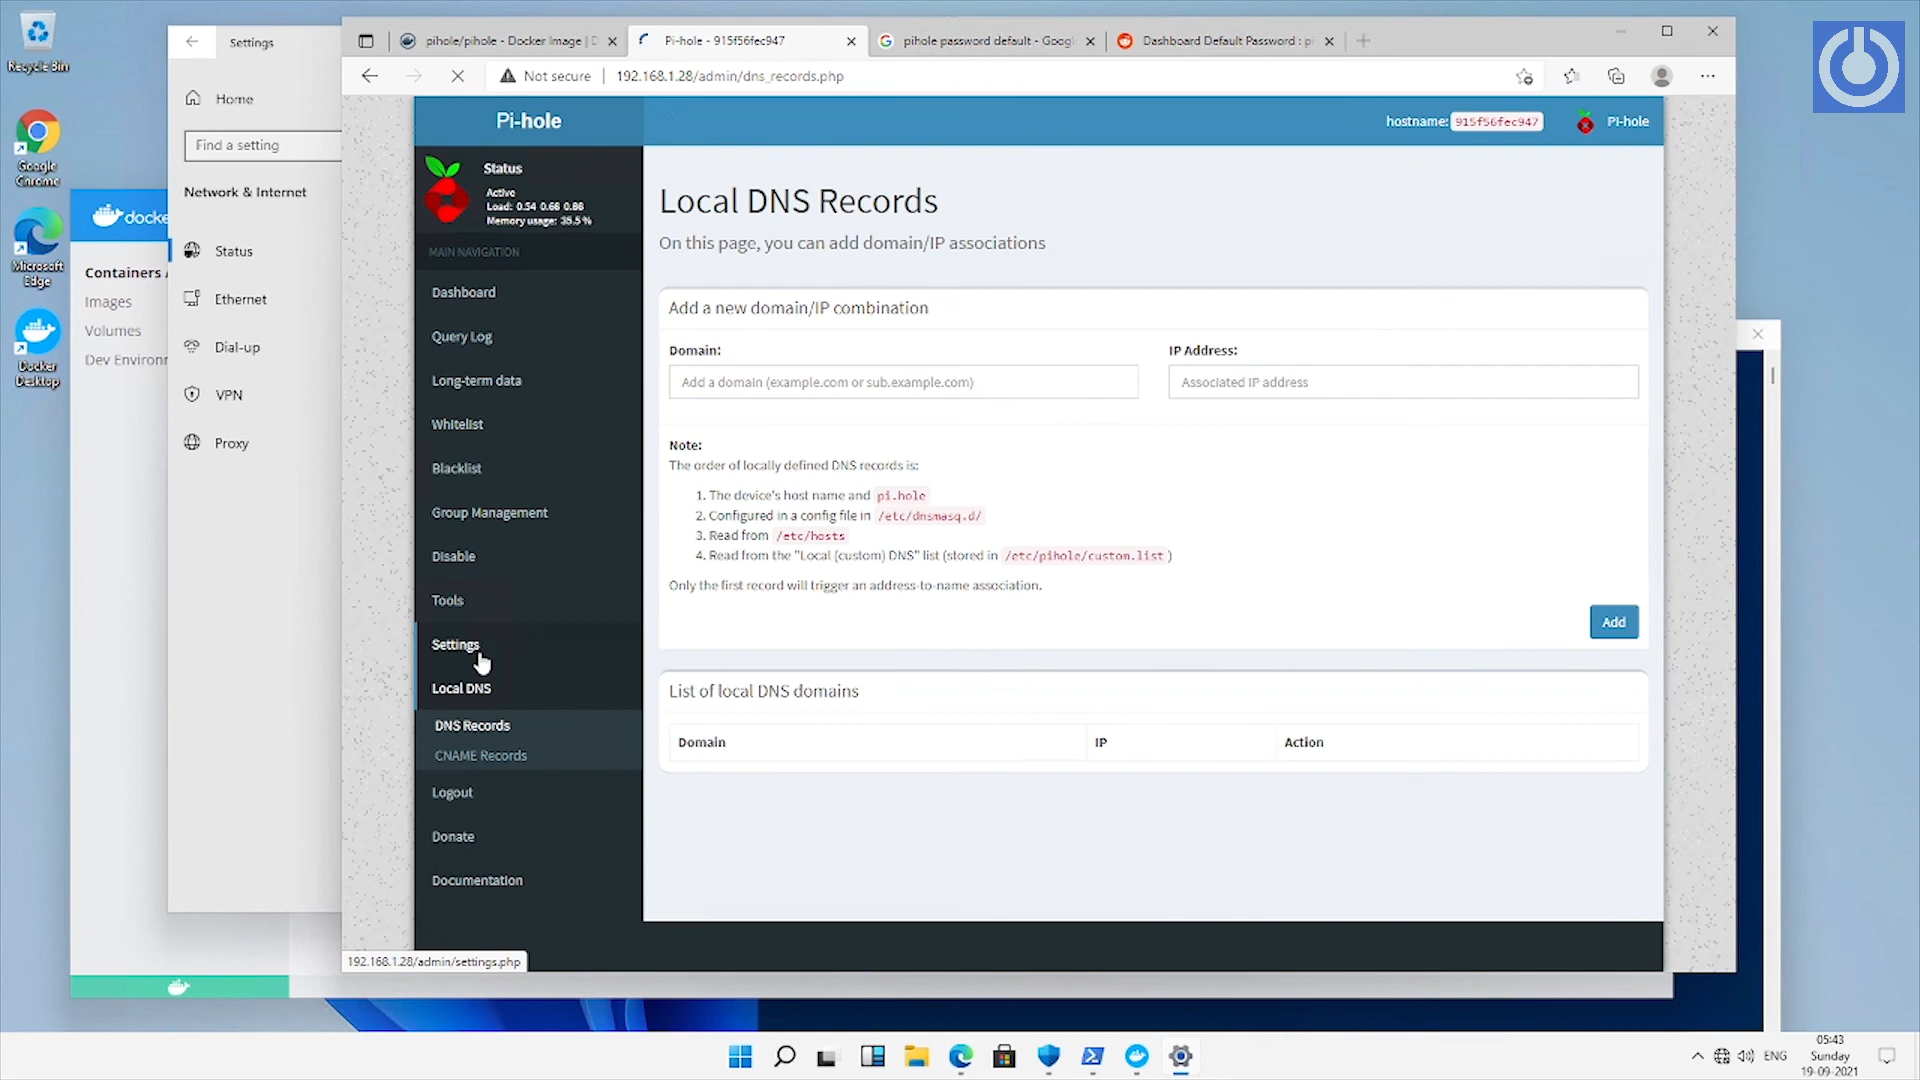 Recycle Bin
Google Chrome
Microsoft Edge
Docker Desktop
docke
Containers
Images
Volumes
Dev Environ
Settings
Home
Find a setting
Network & Internet
Status
Ethernet
Dial-up
VPN
Proxy
pihole/pihole - Docker Image | D
Pi-hole - 915f56fec947
pihole password default - Googl
Dashboard Default Password : pi
Not secure
192.168.1.28/admin/dns_records.php
Pi-hole
hostname: 915f56fec947
Pi-hole
Status
Active
Load: 0.54 0.66 0.86
Memory usage: 35.5 %
MAIN NAVIGATION
Dashboard
Query Log
Long-term data
Whitelist
Blacklist
Group Management
Disable
Tools
Settings
Local DNS
DNS Records
CNAME Records
Logout
Donate
Documentation
Local DNS Records
On this page, you can add domain/IP associations
Add a new domain/IP combination
Domain:
IP Address:
Add a domain (example.com or sub.example.com)
Associated IP address
Note:
The order of locally defined DNS records is:
1. The device's host name and pi.hole
2. Configured in a config file in /etc/dnsmasq.d/
3. Read from /etc/hosts
4. Read from the "Local (custom) DNS" list (stored in /etc/pihole/custom.list )
Only the first record will trigger an address-to-name association.
Add
List of local DNS domains
Domain
IP
Action
192.168.1.28/admin/settings.php
ENG
05:43
Sunday
19-09-2021